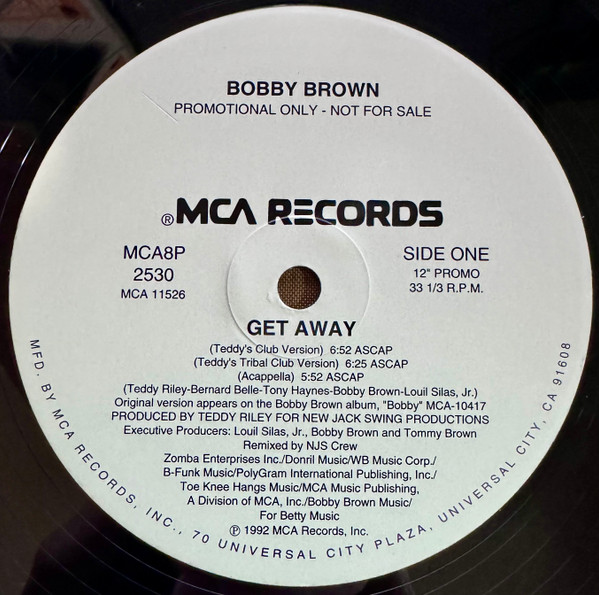 BOBBY BROWN
PROMOTIONAL ONLY - NOT FOR SALE
®MCA RECORDS
MCA8P
2530
MCA 11526
SIDE ONE
12" PROMO
33 1/3 R.P.M.
GET AWAY
(Teddy's Club Version) 6:52 ASCAP
(Teddy's Tribal Club Version) 6:25 ASCAP
(Acappella) 5:52 ASCAP
(Teddy Riley-Bernard Belle-Tony Haynes-Bobby Brown-Louil Silas, Jr.)
Original version appears on the Bobby Brown album, "Bobby" MCA-10417
PRODUCED BY TEDDY RILEY FOR NEW JACK SWING PRODUCTIONS
Executive Producers: Louil Silas, Jr., Bobby Brown and Tommy Brown
Remixed by NJS Crew
Zomba Enterprises Inc./Donril Music/WB Music Corp./
B-Funk Music/PolyGram International Publishing, Inc./
Toe Knee Hangs Music/MCA Music Publishing,
A Division of MCA, Inc./Bobby Brown Music/
For Betty Music
℗ 1992 MCA Records, Inc.
MFD. BY MCA RECORDS, INC., 70 UNIVERSAL CITY PLAZA, UNIVERSAL CITY, CA 91608